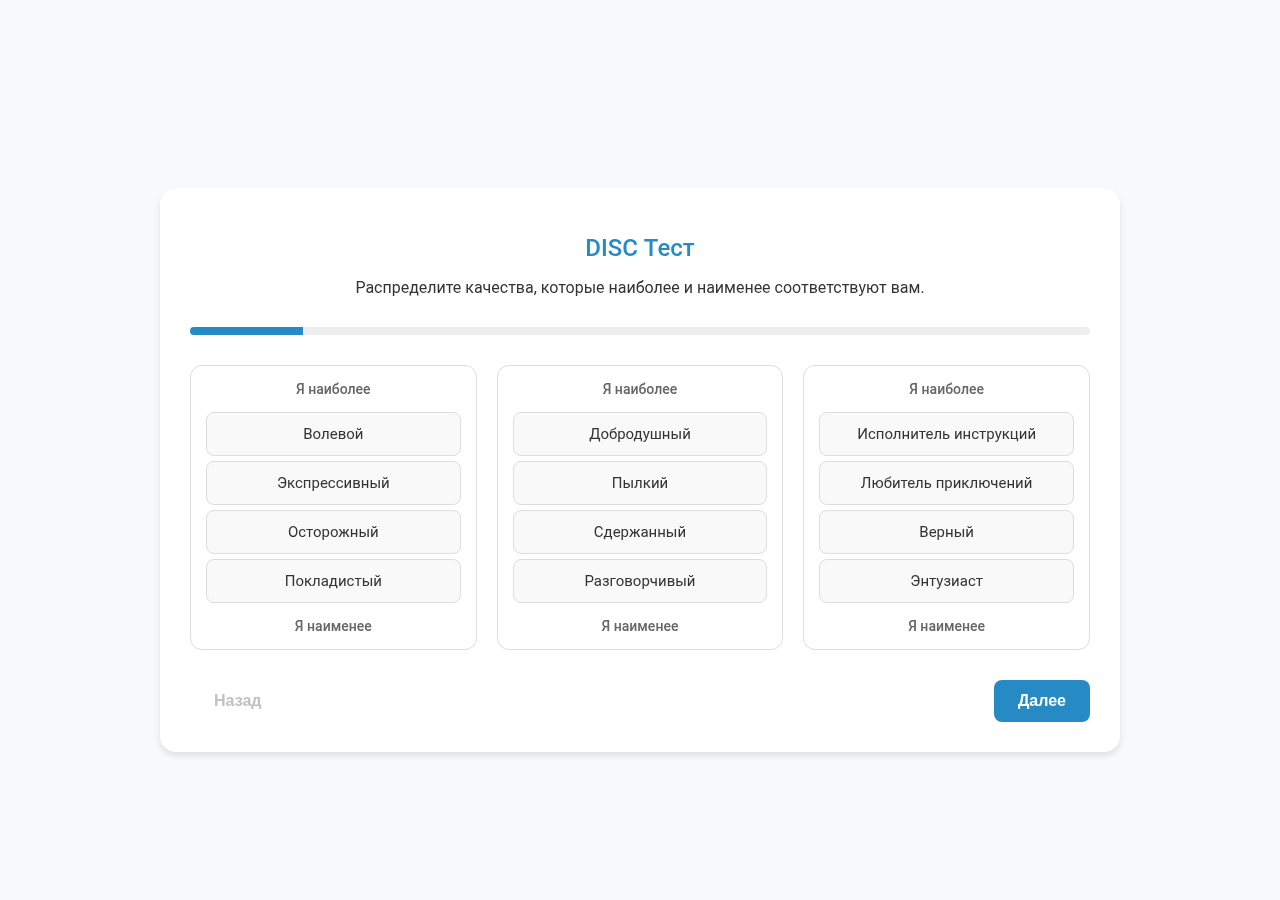 DISC Тест
Распределите качества, которые наиболее и наименее соответствуют вам.
Я наиболее
Волевой
Экспрессивный
Осторожный
Покладистый
Я наименее
Я наиболее
Добродушный
Пылкий
Сдержанный
Разговорчивый
Я наименее
Я наиболее
Исполнитель инструкций
Любитель приключений
Верный
Энтузиаст
Я наименее
Назад
Далее